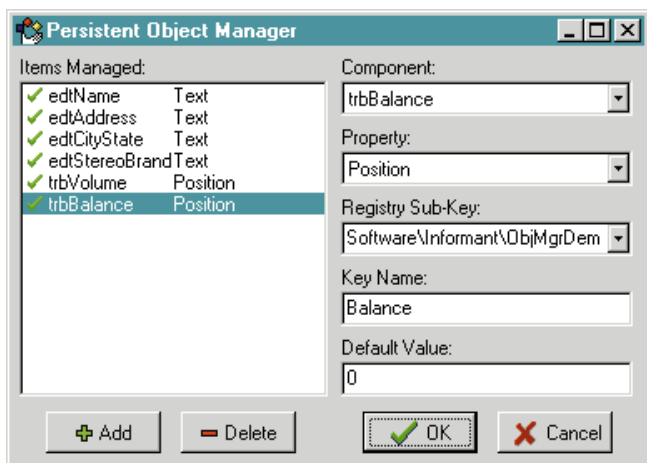 Persistent Object Manager
Items Managed:
edtName Text
edtAddress Text
edtCityState Text
edtStereoBrand Text
trbVolume Position
trbBalance Position
Component:
trbBalance
Property:
Position
Registry Sub-Key:
Software\Informant\ObjMgrDem
Key Name:
Balance
Default Value:
0
Add
Delete
OK
Cancel